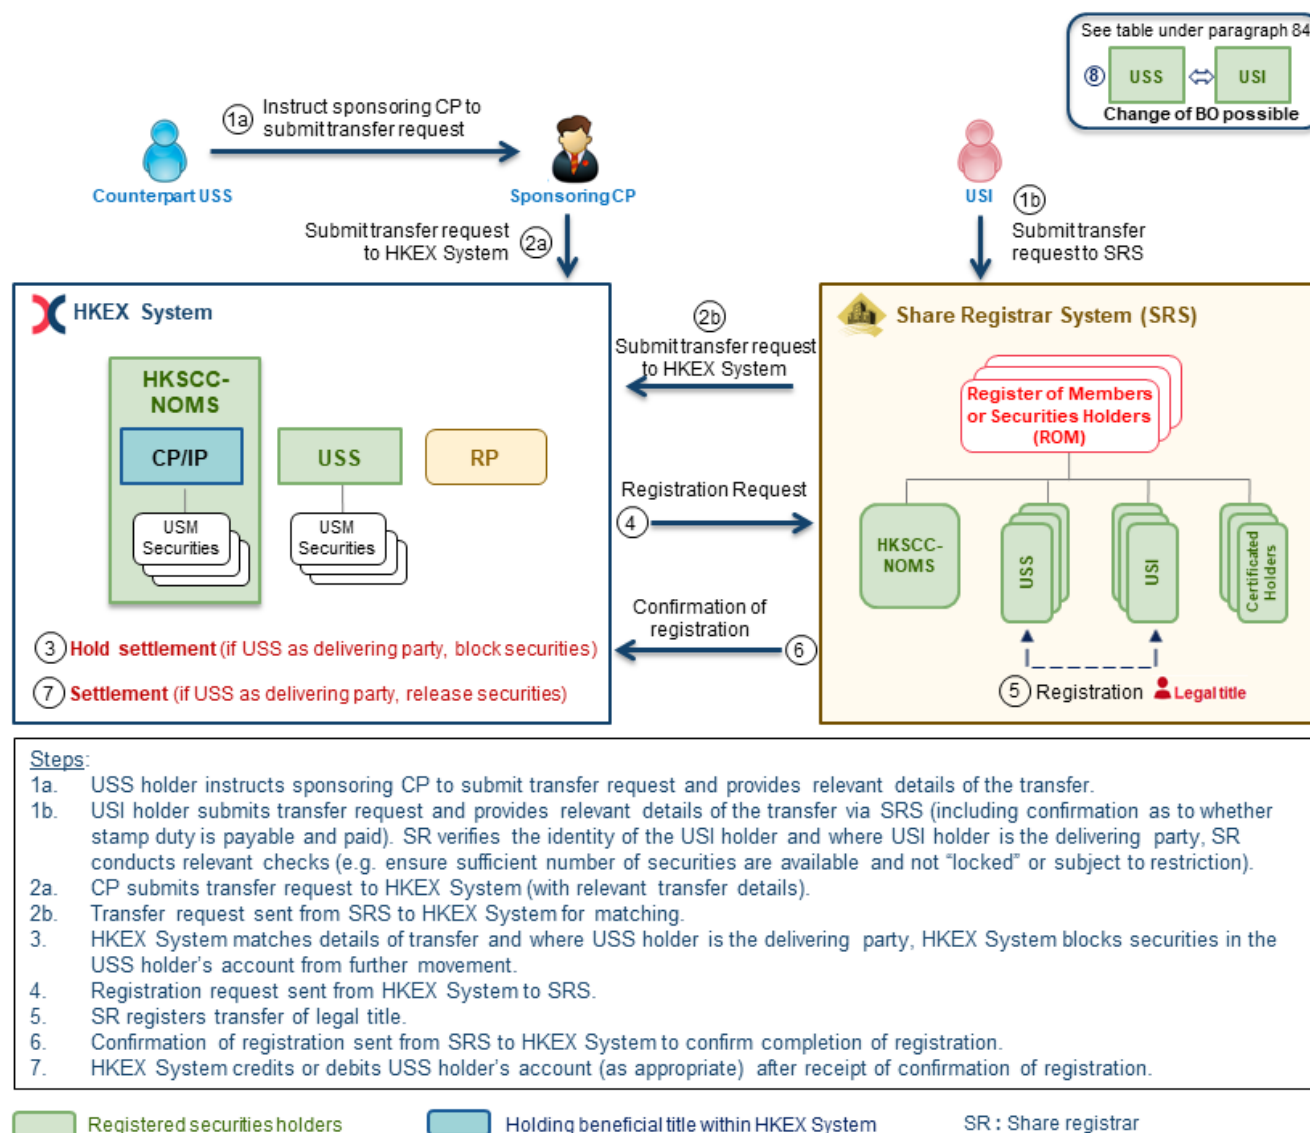 See table under paragraph 84
8 USS ⇔ USI
Change of BO possible
1a Instruct sponsoring CP to
submit transfer request
Counterpart USS
Sponsoring CP
USI
1b
Submit transfer
request to SRS
Submit transfer request
to HKEX System
2a
HKEX System
2b
Submit transfer request
to HKEX System
Share Registrar System (SRS)
HKSCC-
NOMS
CP/IP
USS
RP
USM
Securities
USM
Securities
Register of Members
or Securities Holders
(ROM)
Registration Request
4
HKSCC-
NOMS
USS
USI
Certificated
Holders
Confirmation of
registration
6
3 Hold settlement (if USS as delivering party, block securities)
7 Settlement (if USS as delivering party, release securities)
5 Registration Legal title
Steps:
1a. USS holder instructs sponsoring CP to submit transfer request and provides relevant details of the transfer.
1b. USI holder submits transfer request and provides relevant details of the transfer via SRS (including confirmation as to whether
stamp duty is payable and paid). SR verifies the identity of the USI holder and where USI holder is the delivering party, SR
conducts relevant checks (e.g. ensure sufficient number of securities are available and not “locked” or subject to restriction).
2a. CP submits transfer request to HKEX System (with relevant transfer details).
2b. Transfer request sent from SRS to HKEX System for matching.
3. HKEX System matches details of transfer and where USS holder is the delivering party, HKEX System blocks securities in the
USS holder’s account from further movement.
4. Registration request sent from HKEX System to SRS.
5. SR registers transfer of legal title.
6. Confirmation of registration sent from SRS to HKEX System to confirm completion of registration.
7. HKEX System credits or debits USS holder’s account (as appropriate) after receipt of confirmation of registration.
Registered securities holders
Holding beneficial title within HKEX System
SR : Share registrar